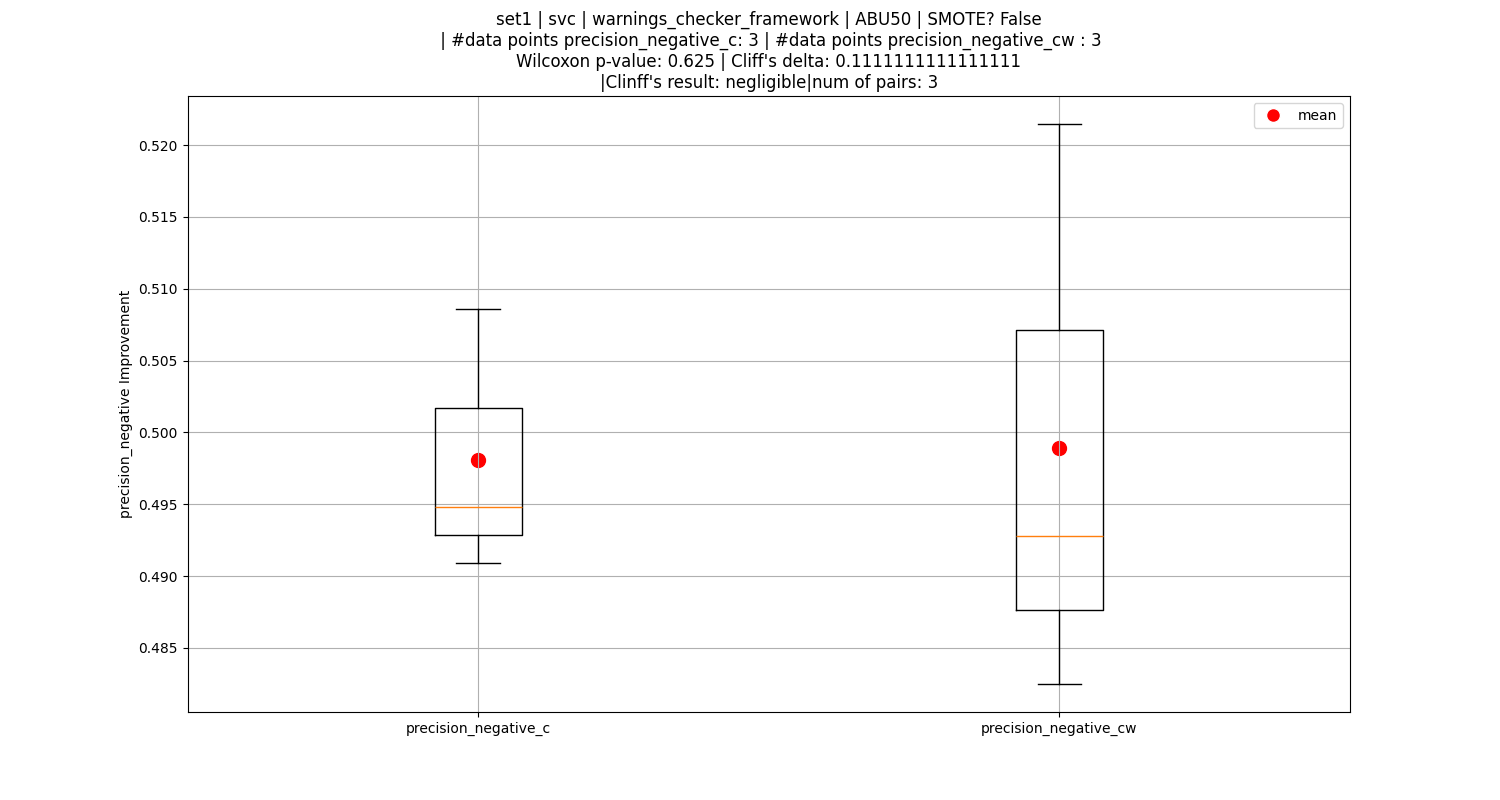 set1 | svc | warnings_checker_framework | ABU50 | SMOTE? False
| #data points precision_negative_c: 3 | #data points precision_negative_cw : 3
Wilcoxon p-value: 0.625 | Cliff's delta: 0.1111111111111111
|Clinff's result: negligible|num of pairs: 3
mean
0.520
0.515
0.510
0.505
0.500
0.495
0.490
0.485
precision_negative Improvement
precision_negative_c
precision_negative_cw